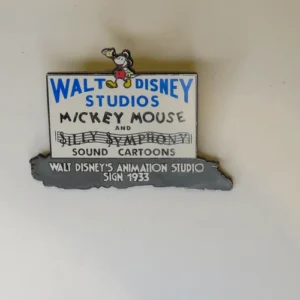 WALT DISNEY
STUDIOS
MICKEY MOUSE
AND
SILLY SYMPHONY
SOUND CARTOONS
WALT DISNEY'S ANIMATION STUDIO
SIGN 1933